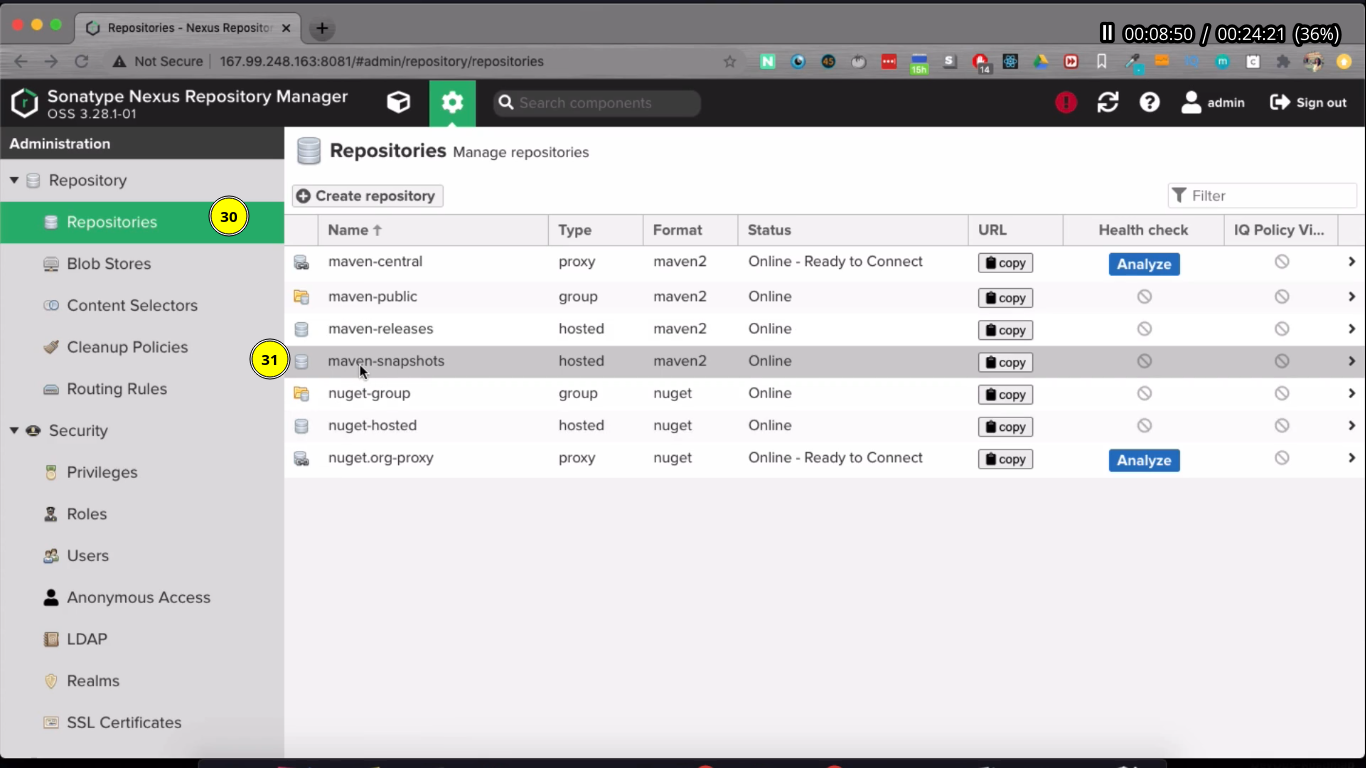 Repositories - Nexus Reposito
00:08:50 / 00:24:21 (36%)
Not Secure 167.99.248.163:8081/#admin/repository/repositories
15h
14
Sonatype Nexus Repository Manager
OSS 3.28.1-01
Search components
admin
Sign out
Administration
Repositories Manage repositories
Repository
Create repository
Filter
Repositories
30
Name Type Format Status URL Health check IQ Policy Vi...
maven-central proxy maven2 Online - Ready to Connect copy Analyze
Blob Stores
maven-public group maven2 Online copy
Content Selectors
maven-releases hosted maven2 Online copy
Cleanup Policies
31
maven-snapshots hosted maven2 Online copy
Routing Rules
nuget-group group nuget Online copy
Security
nuget-hosted hosted nuget Online copy
nuget.org-proxy proxy nuget Online - Ready to Connect copy Analyze
Privileges
Roles
Users
Anonymous Access
LDAP
Realms
SSL Certificates